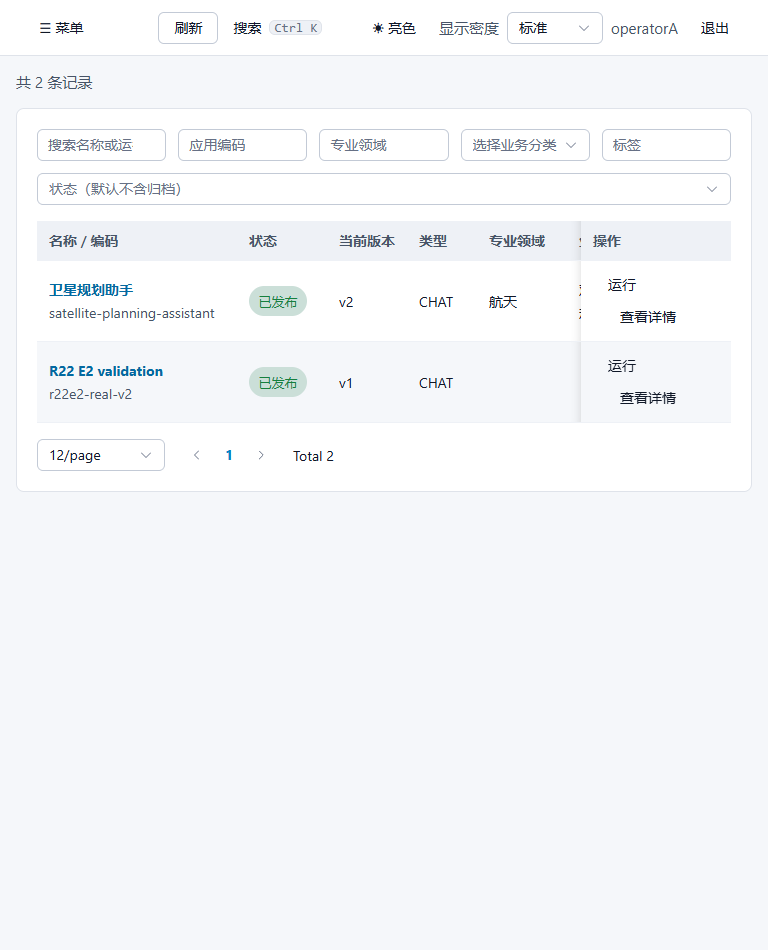 ☰ 菜单 刷新 搜索 Ctrl K ☀ 亮色 显示密度 标准 operatorA 退出
共 2 条记录
搜索名称或运 应用编码 专业领域 选择业务分类 标签
状态（默认不含归档）
名称 / 编码 状态 当前版本 类型 专业领域 操作
卫星规划助手
satellite-planning-assistant
已发布 v2 CHAT 航天
运行
查看详情
R22 E2 validation
r22e2-real-v2
已发布 v1 CHAT
运行
查看详情
12/page 1 Total 2